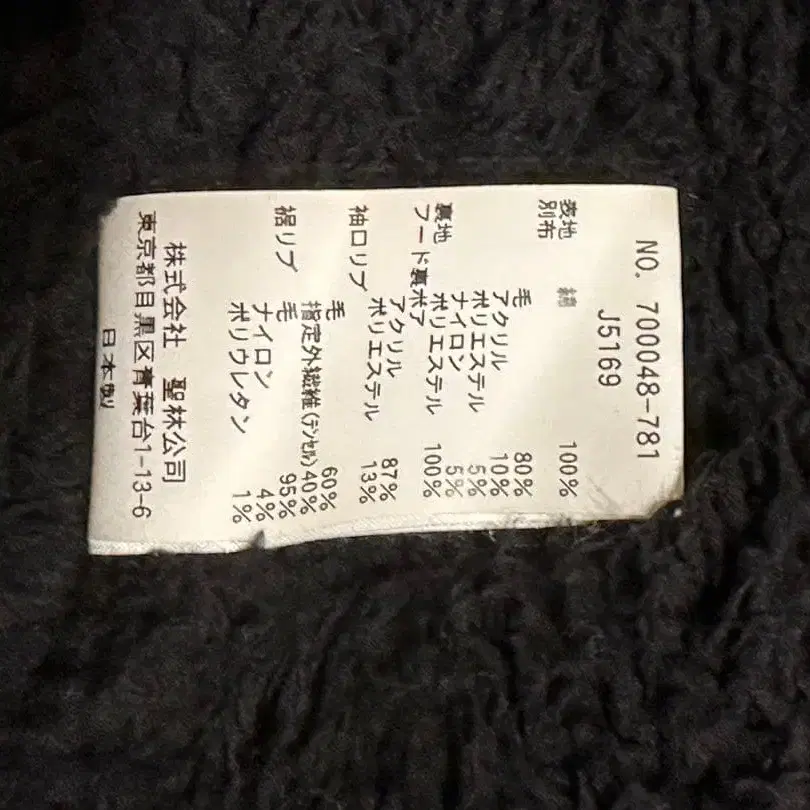 NO. 700048-781
J5169
表地 綿 100%
別布 毛 80%
アクリル 10%
ポリエステル 5%
ナイロン 5%
裏地 ポリエステル 100%
フード裏ボア アクリル 87%
ポリエステル 13%
袖口リブ 毛 60%
指定外繊維(テンセル) 40%
裾リブ 毛 95%
ナイロン 4%
ポリウレタン 1%
株式会社 聖林公司
東京都目黒区青葉台1-13-6
日本製